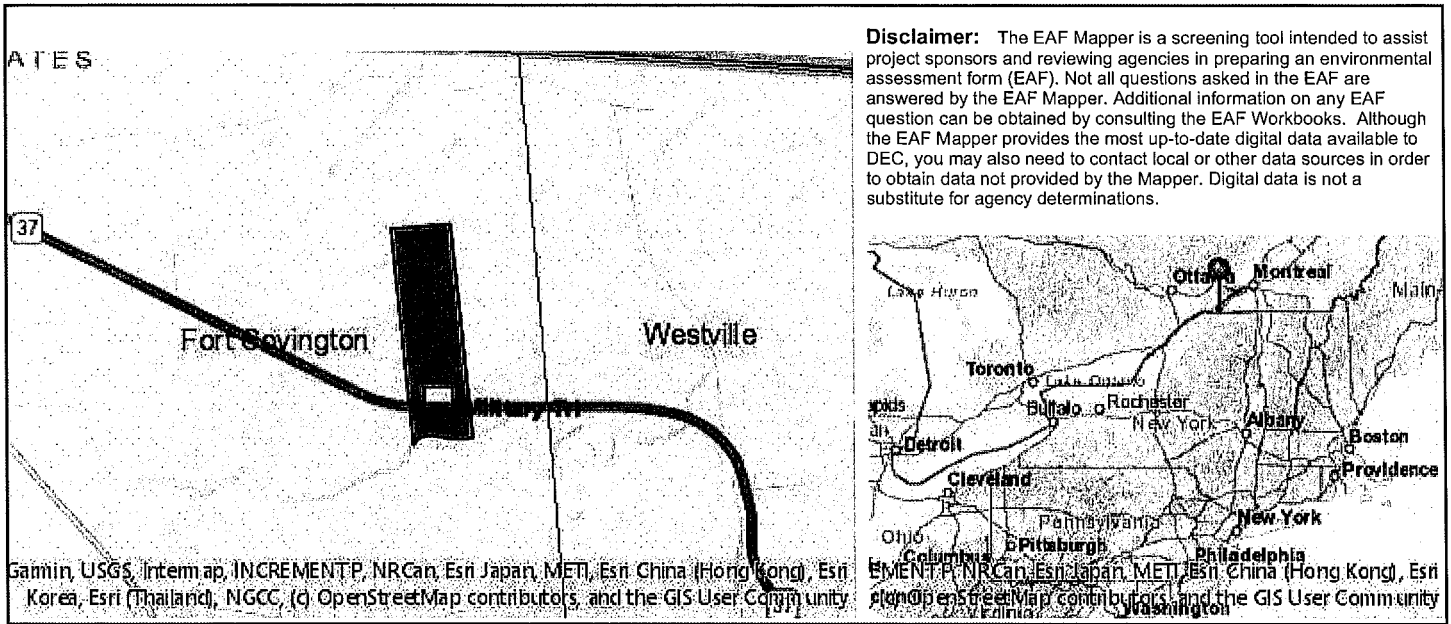 ATES
37
Fort Covington
Westville
Military Trl
Garmin, USGS, Intermap, INCREMENT P, NRCan, Esri Japan, METI, Esri China (Hong Kong), Esri
Korea, Esri (Thailand), NGCC, (c) OpenStreetMap contributors, and the GIS User Community
Disclaimer: The EAF Mapper is a screening tool intended to assist
project sponsors and reviewing agencies in preparing an environmental
assessment form (EAF). Not all questions asked in the EAF are
answered by the EAF Mapper. Additional information on any EAF
question can be obtained by consulting the EAF Workbooks. Although
the EAF Mapper provides the most up-to-date digital data available to
DEC, you may also need to contact local or other data sources in order
to obtain data not provided by the Mapper. Digital data is not a
substitute for agency determinations.
Ottawa
Montreal
Main
Lake Huron
Toronto
Lake Ontario
apids
Buffalo
Rochester
New York
Albany
Detroit
Boston
Providence
Cleveland
Pennsylvania
New York
Ohio
Pittsburgh
Columbus
Philadelphia
EMENT P, NRCan, Esri Japan, METI, Esri China (Hong Kong), Esri
(c) OpenStreetMap contributors, and the GIS User Community
Virginia
Washington